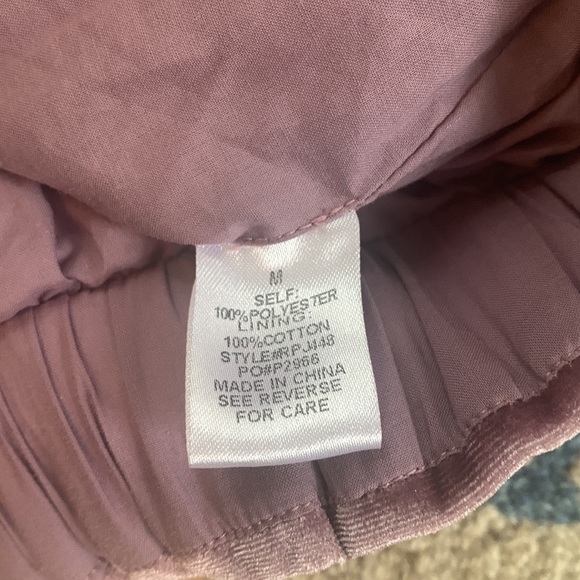 M
SELF:
100%POLYESTER
LINING:
100%COTTON
STYLE#RPJ448
PO#P2966
MADE IN CHINA
SEE REVERSE
FOR CARE